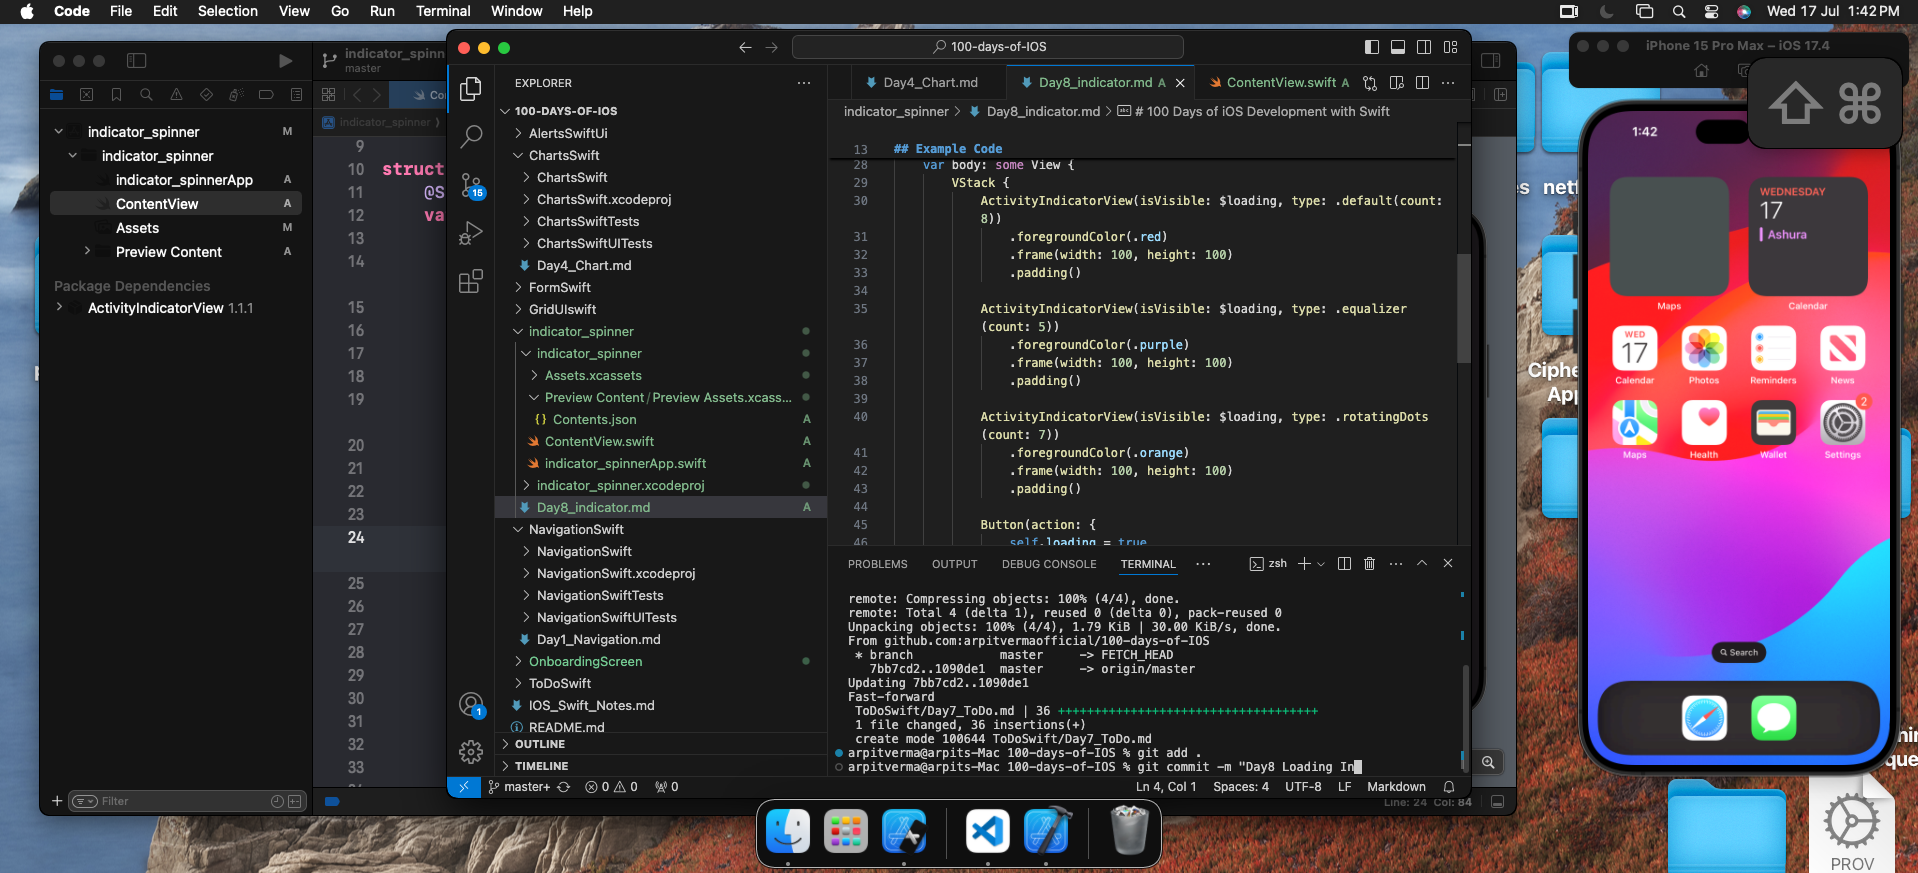 Code File Edit Selection View Go Run Terminal Window Help
Wed 17 Jul 1:42 PM
indicator_spinner
master
indicator_spinner M
indicator_spinner
indicator_spinnerApp A
ContentView A
Assets M
Preview Content A
Package Dependencies
ActivityIndicatorView 1.1.1
Filter
indicator_spinner
9
10 struct
11 @S
12 va
13
14
15
16
17
18
19
20
21
22
23
24
25
26
27
28
29
30
31
32
33
100-days-of-IOS
EXPLORER
100-DAYS-OF-IOS
AlertsSwiftUi
ChartsSwift
ChartsSwift
ChartsSwift.xcodeproj
ChartsSwiftTests
ChartsSwiftUITests
Day4_Chart.md
FormSwift
GridUIswift
indicator_spinner
indicator_spinner
Assets.xcassets
Preview Content/Preview Assets.xcass...
Contents.json A
ContentView.swift A
indicator_spinnerApp.swift A
indicator_spinner.xcodeproj
Day8_indicator.md A
NavigationSwift
NavigationSwift
NavigationSwift.xcodeproj
NavigationSwiftTests
NavigationSwiftUITests
Day1_Navigation.md
OnboardingScreen
ToDoSwift
IOS_Swift_Notes.md
README.md
OUTLINE
TIMELINE
15
1
Day4_Chart.md
Day8_indicator.md A
ContentView.swift A
indicator_spinner > Day8_indicator.md > # 100 Days of iOS Development with Swift
13 ## Example Code
28 var body: some View {
29 VStack {
30 ActivityIndicatorView(isVisible: $loading, type: .default(count:
8))
31 .foregroundColor(.red)
32 .frame(width: 100, height: 100)
33 .padding()
34
35 ActivityIndicatorView(isVisible: $loading, type: .equalizer
(count: 5))
36 .foregroundColor(.purple)
37 .frame(width: 100, height: 100)
38 .padding()
39
40 ActivityIndicatorView(isVisible: $loading, type: .rotatingDots
(count: 7))
41 .foregroundColor(.orange)
42 .frame(width: 100, height: 100)
43 .padding()
44
45 Button(action: {
46 self.loading = true
PROBLEMS OUTPUT DEBUG CONSOLE TERMINAL
zsh
remote: Compressing objects: 100% (4/4), done.
remote: Total 4 (delta 1), reused 0 (delta 0), pack-reused 0
Unpacking objects: 100% (4/4), 1.79 KiB | 30.00 KiB/s, done.
From github.com:arpitvermaofficial/100-days-of-IOS
* branch master -> FETCH_HEAD
7bb7cd2..1090de1 master -> origin/master
Updating 7bb7cd2..1090de1
Fast-forward
ToDoSwift/Day7_ToDo.md | 36 ++++++++++++++++++++++++++++++++++++
1 file changed, 36 insertions(+)
create mode 100644 ToDoSwift/Day7_ToDo.md
arpitverma@arpits-Mac 100-days-of-IOS % git add .
arpitverma@arpits-Mac 100-days-of-IOS % git commit -m "Day8 Loading In
master+ 0 0 0
Ln 4, Col 1 Spaces: 4 UTF-8 LF Markdown
Line: 24 Col: 84
iPhone 15 Pro Max – iOS 17.4
1:42
WEDNESDAY
17
Ashura
Maps
Calendar
WED
17
Calendar
Photos
Reminders
News
Maps
Health
Wallet
2
Settings
Search
netf
Ciph
App
que
PROV